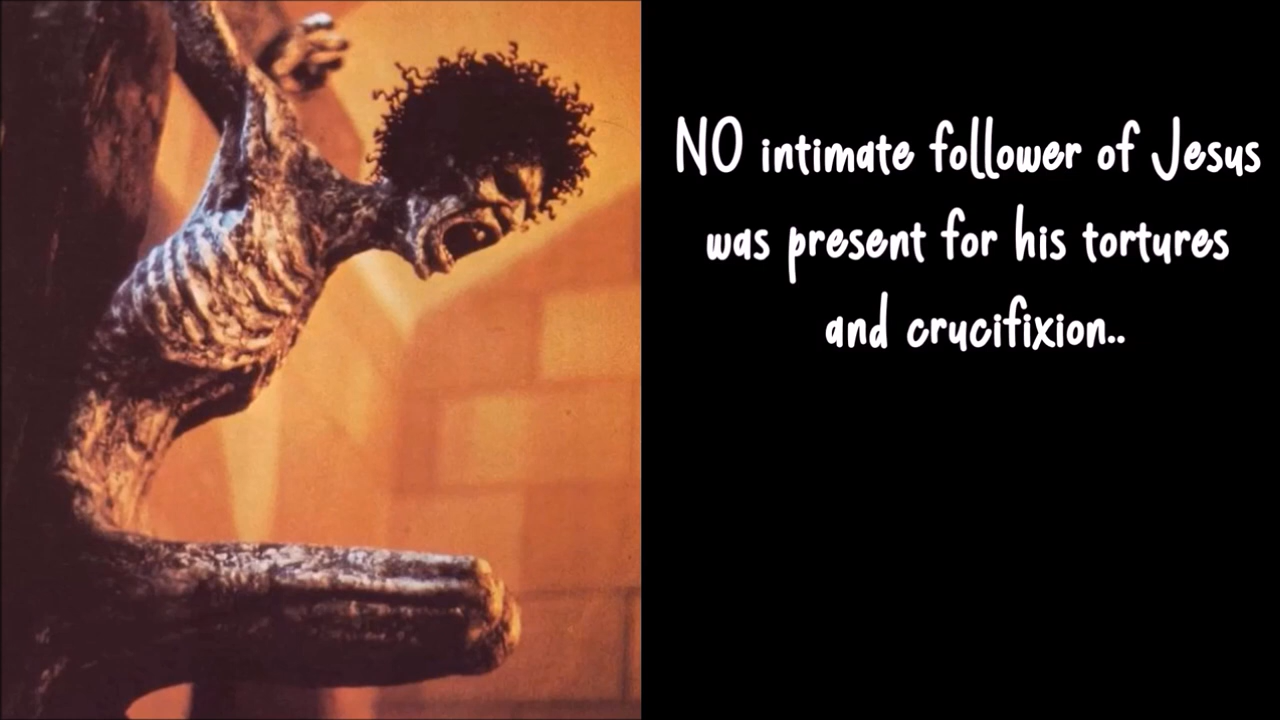 NO intimate follower of Jesus
was present for his tortures
and crucifixion..